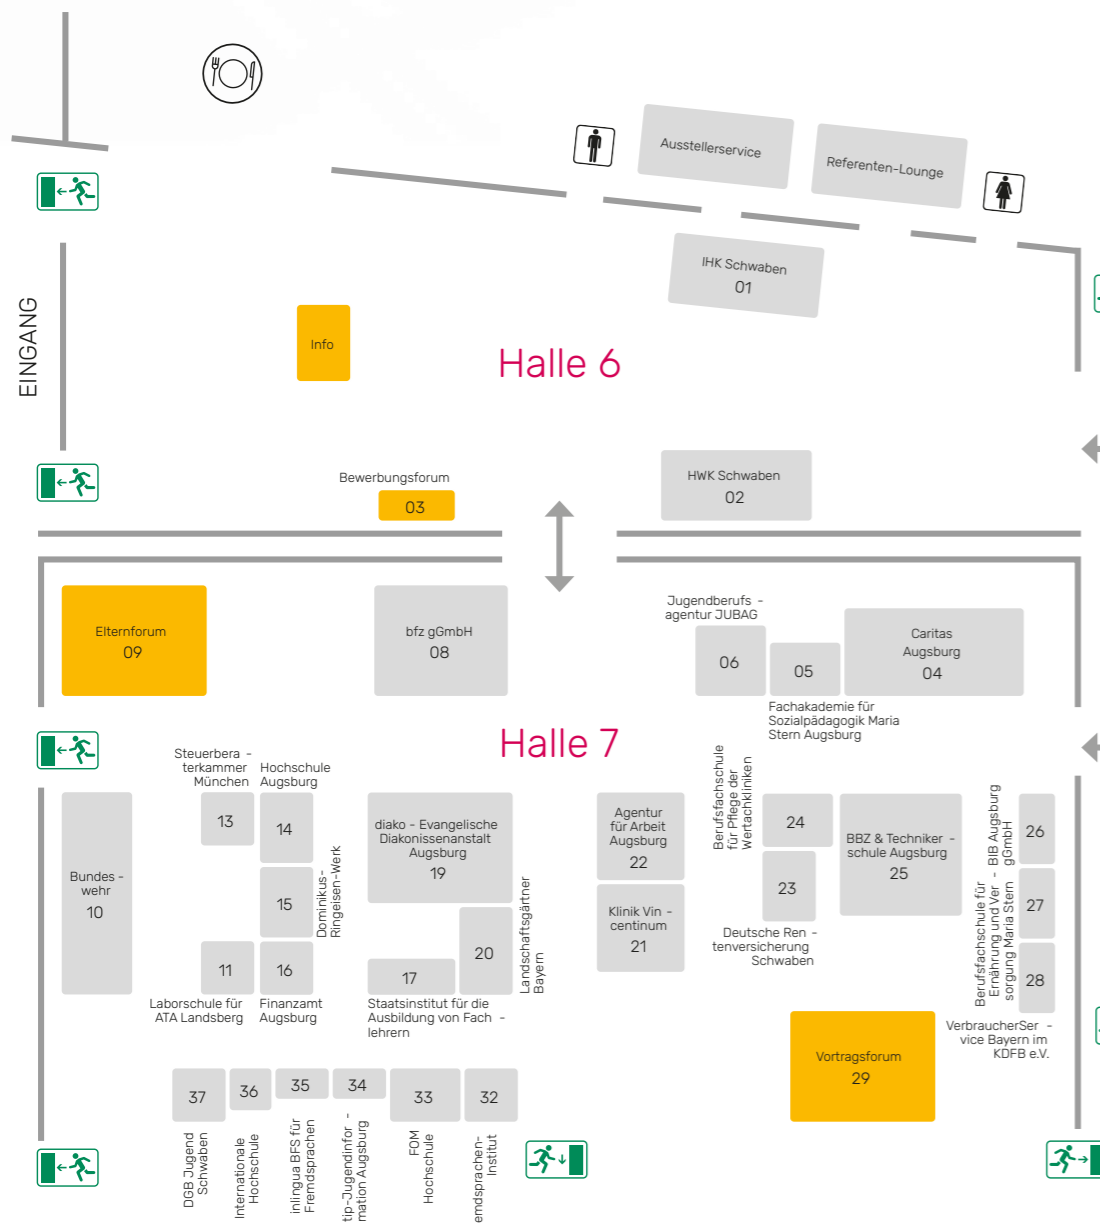 Ausstellerservice
Referenten-Lounge
IHK Schwaben
01
EINGANG
Info
Halle 6
Bewerbungsforum
03
HWK Schwaben
02
Elternforum
09
bfz gGmbH
08
Jugendberufs -
agentur JUBAG
06
05
Fachakademie für
Sozialpädagogik Maria
Stern Augsburg
Caritas
Augsburg
04
Halle 7
Steuerbera -
terkammer
München
13
Hochschule
Augsburg
14
Bundes -
wehr
10
15
Dominikus-
Ringeisen-Werk
11
Laborschule für
ATA Landsberg
16
Finanzamt
Augsburg
diako - Evangelische
Diakonissenanstalt
Augsburg
19
20
Landschaftsgärtner
Bayern
17
Staatsinstitut für die
Ausbildung von Fach -
lehrern
Agentur
für Arbeit
Augsburg
22
Klinik Vin -
centinum
21
Berufsfachschule
für Pflege der
Wertachkliniken
24
23
Deutsche Ren -
tenversicherung
Schwaben
BBZ & Techniker -
schule Augsburg
25
BIB Augsburg
gGmbH
26
Berufsfachschule für
Ernährung und Ver -
sorgung Maria Stern
27
28
VerbraucherSer -
vice Bayern im
KDFB e.V.
Vortragsforum
29
37
DGB Jugend
Schwaben
36
Internationale
Hochschule
35
inlingua BFS für
Fremdsprachen
34
tip-Jugendinfor -
mation Augsburg
33
FOM
Hochschule
32
emdsprachen-
Institut